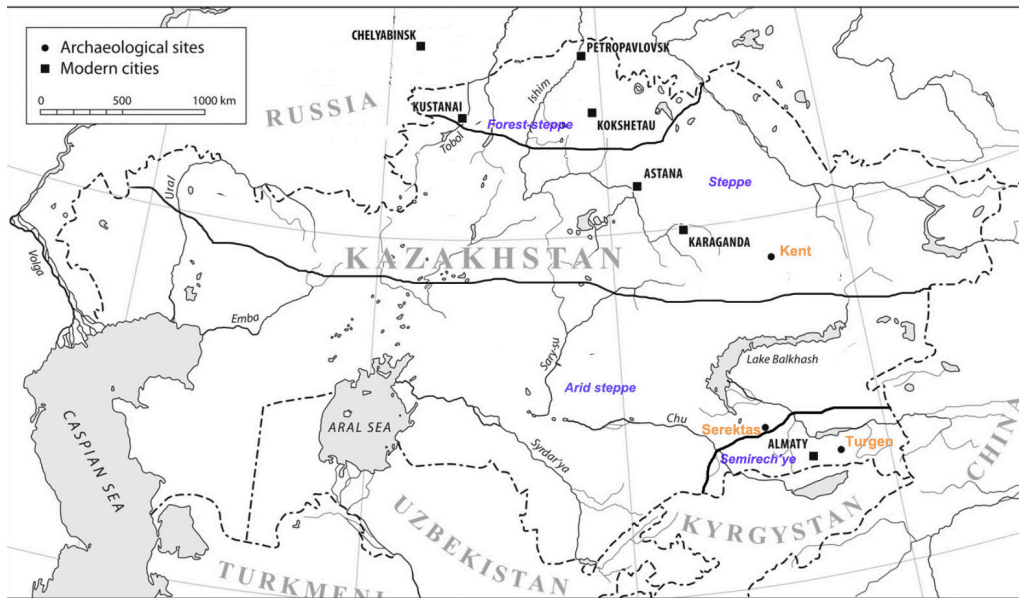 Archaeological sites
Modern cities
0 500 1000 km
CHELYABINSK
PETROPAVLOVSK
RUSSIA
Ishim
KUSTANAI
Forest-steppe
KOKSHETAU
Tobol
ASTANA
Steppe
Ural
KARAGANDA
Kent
KAZAKHSTAN
Volga
Emba
Sary-su
Lake Balkhash
Arid steppe
CASPIAN SEA
ARAL SEA
Chu
Serektas
ALMATY
Turgen
CHINA
Syrdar'ya
Semirech'ye
UZBEKISTAN
KYRGYSTAN
TURKMENI